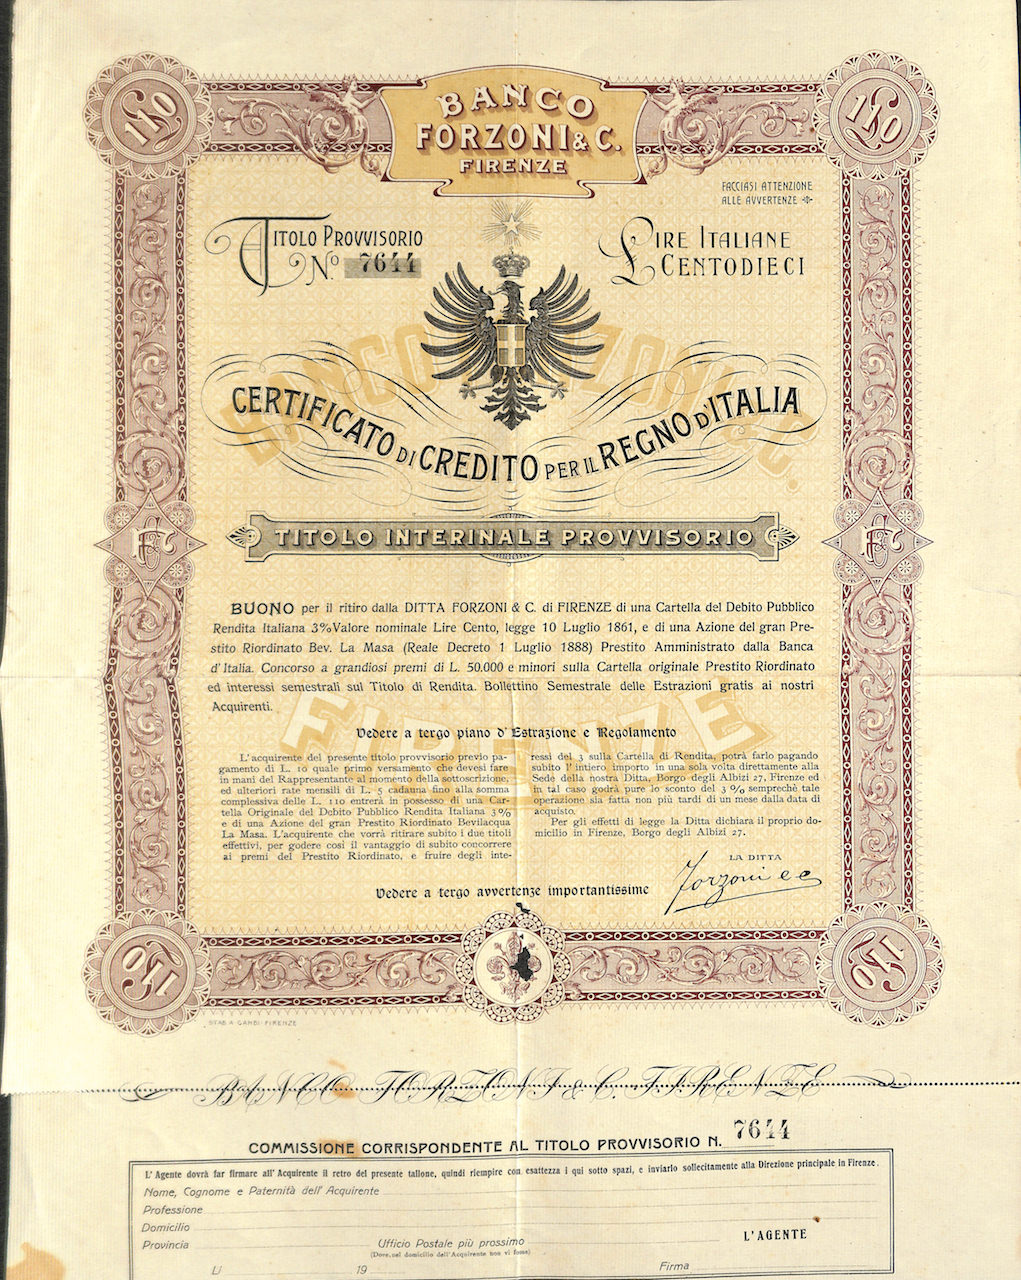 110
BANCO
FORZONI & C.
FIRENZE
110
FACCIASI ATTENZIONE
ALLE AVVERTENZE
TITOLO PROVVISORIO
No. 7644
LIRE ITALIANE
CENTODIECI
BANCO FORZONI & C.
CERTIFICATO DI CREDITO PER IL REGNO D'ITALIA
TITOLO INTERINALE PROVVISORIO
BUONO per il ritiro dalla DITTA FORZONI & C. di FIRENZE di una Cartella del Debito Pubblico
Rendita Italiana 3% Valore nominale Lire Cento, legge 10 Luglio 1861, e di una Azione del gran Pre-
stito Riordinato Bev. La Masa (Reale Decreto 1 Luglio 1888) Prestito Amministrato dalla Banca
d'Italia. Concorso a grandiosi premi di L. 50.000 e minori sulla Cartella originale Prestito Riordinato
ed interessi semestrali sul Titolo di Rendita. Bollettino Semestrale delle Estrazioni gratis ai nostri
Acquirenti.
FIRENZE
Vedere a tergo piano d'Estrazione e Regolamento
L'acquirente del presente titolo provvisorio previo pa-
gamento di L. 10 quale primo versamento che devesi fare
in mani del Rappresentante al momento della sottoscrizione,
ed ulteriori rate mensili di L. 5 cadauna fino alla somma
complessiva delle L. 110 entrerà in possesso di una Car-
tella Originale del Debito Pubblico Rendita Italiana 3%
e di una Azione del gran Prestito Riordinato Bevilacqua
La Masa. L'acquirente che vorrà ritirare subito i due titoli
effettivi, per godere così il vantaggio di subito concorrere
ai premi del Prestito Riordinato, e fruire degli inte-
ressi del 3 sulla Cartella di Rendita, potrà farlo pagando
subito l'intiero importo in una sola volta direttamente alla
Sede della nostra Ditta, Borgo degli Albizi 27, Firenze ed
in tal caso godrà pure lo sconto del 3% semprechè tale
operazione sia fatta non più tardi di un mese dalla data di
acquisto.
Per gli effetti di legge la Ditta dichiara il proprio do-
micilio in Firenze, Borgo degli Albizi 27.
LA DITTA
Forzoni e C
Vedere a tergo avvertenze importantissime
110
110
STAB. A. GAMBI - FIRENZE
BANCO FORZONI & C. FIRENZE
COMMISSIONE CORRISPONDENTE AL TITOLO PROVVISORIO N. 7644
L'Agente dovrà far firmare all'Acquirente il retro del presente tallone, quindi riempire con esattezza i qui sotto spazi, e inviarlo sollecitamente alla Direzione principale in Firenze.
Nome, Cognome e Paternità dell'Acquirente
Professione
Domicilio
Provincia
Ufficio Postale più prossimo
(Dove, nel domicilio dell'Acquirente non vi fosse)
L'AGENTE
Li 19
Firma